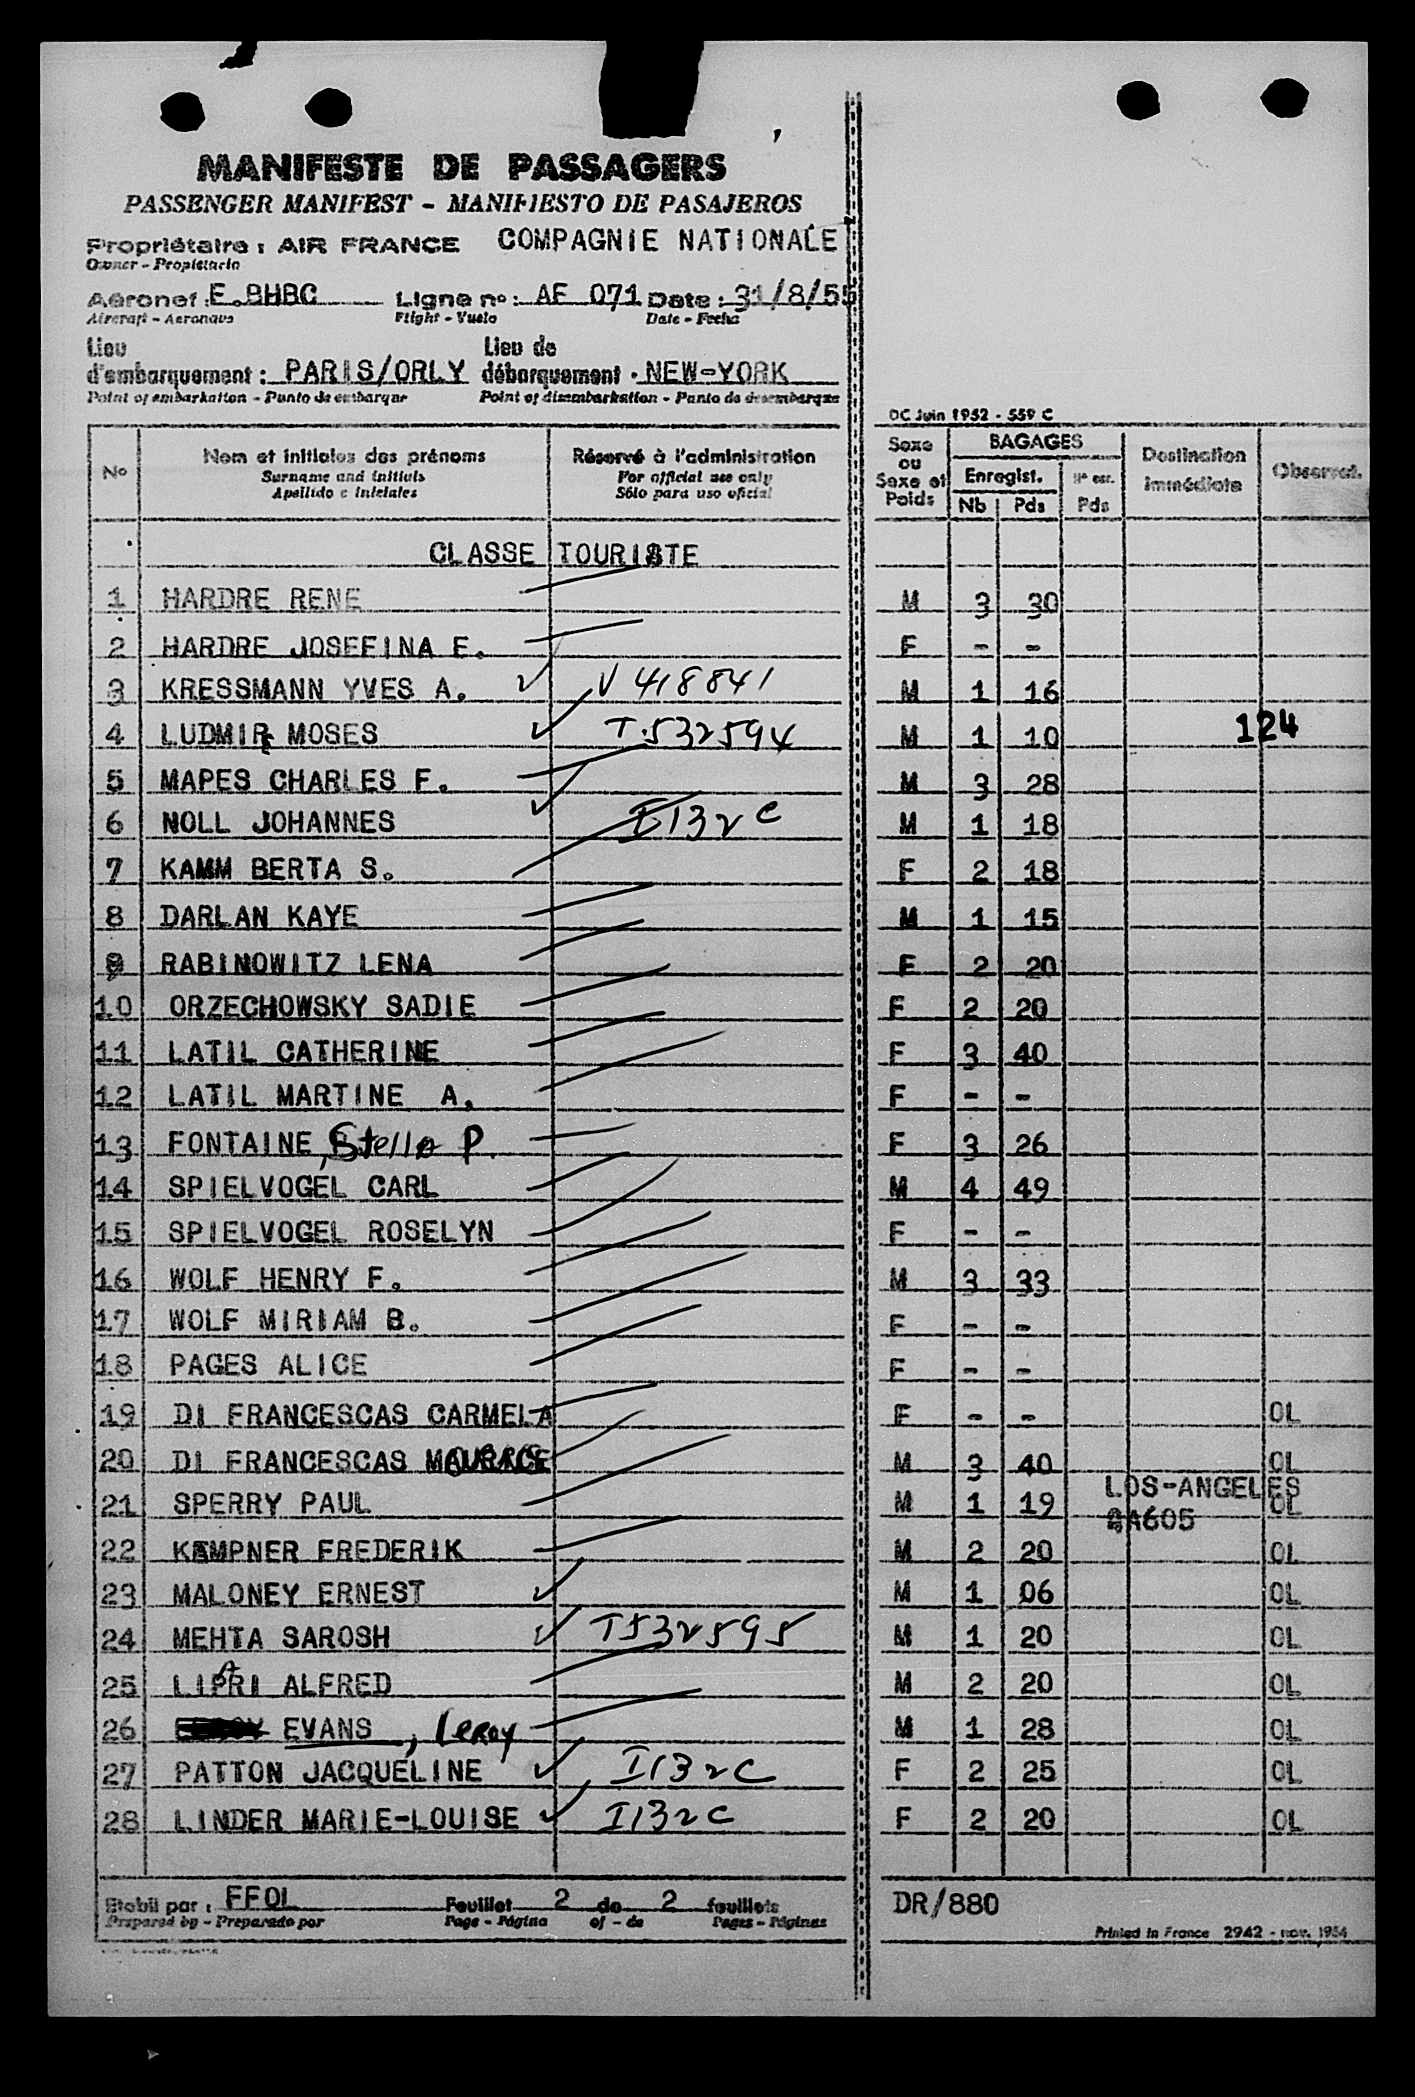 MANIFESTE DE PASSAGERS
PASSENGER MANIFEST - MANIFIESTO DE PASAJEROS
Propriétaire : AIR FRANCE COMPAGNIE NATIONALE
Owner - Propietario
Aéronef : F.BHBC Ligne no : AF 071 Date : 31/8/55
Aircraft - Aeronave Flight - Vuelo Date - Fecha
Lieu Lieu de
d'embarquement : PARIS/ORLY débarquement . NEW-YORK
Point of embarkation - Punto de embarque Point of disembarkation - Punto de desembarque
DC Juin 1952 - 559 C
No Nom et initiales des prénoms Réservé à l'administration Sexe ou Sexe et Poids BAGAGES Destination immédiate Observat.
Surname and initials For official use only Enregist.
Apellido e iniciales Sólo para uso oficial Nb Pds Pds
CLASSE TOURISTE
1 HARDRE RENE M 3 30
2 HARDRE JOSEFINA E. F - -
3 KRESSMANN YVES A. V 418841 M 1 16
4 LUDMIR MOSES T.532594 M 1 10 124
5 MAPES CHARLES F. M 3 28
6 NOLL JOHANNES I132C M 1 18
7 KAMM BERTA S. F 2 18
8 DARLAN KAYE M 1 15
9 RABINOWITZ LENA F 2 20
10 ORZECHOWSKY SADIE F 2 20
11 LATIL CATHERINE F 3 40
12 LATIL MARTINE A. F - -
13 FONTAINE, Stella P. F 3 26
14 SPIELVOGEL CARL M 4 49
15 SPIELVOGEL ROSELYN F - -
16 WOLF HENRY F. M 3 33
17 WOLF MIRIAM B. F - -
18 PAGES ALICE F - -
19 DI FRANCESCAS CARMELA F - - OL
20 DI FRANCESCAS M 3 40 OL
21 SPERRY PAUL M 1 19 LOS-ANGELES OL
A605
22 KEMPNER FREDERIK M 2 20 OL
23 MALONEY ERNEST M 1 06 OL
24 MEHTA SAROSH T532595 M 1 20 OL
25 LIPARI ALFRED M 2 20 OL
26 EVANS, Leroy M 1 28 OL
27 PATTON JACQUELINE I132C F 2 25 OL
28 LINDER MARIE-LOUISE I132C F 2 20 OL
Etabli par : FFOL Feuillet 2 de 2 feuillets DR/880
Prepared by - Preparado por Page - Página of - de Pages - Páginas
Printed in France 2942 - nov. 1954